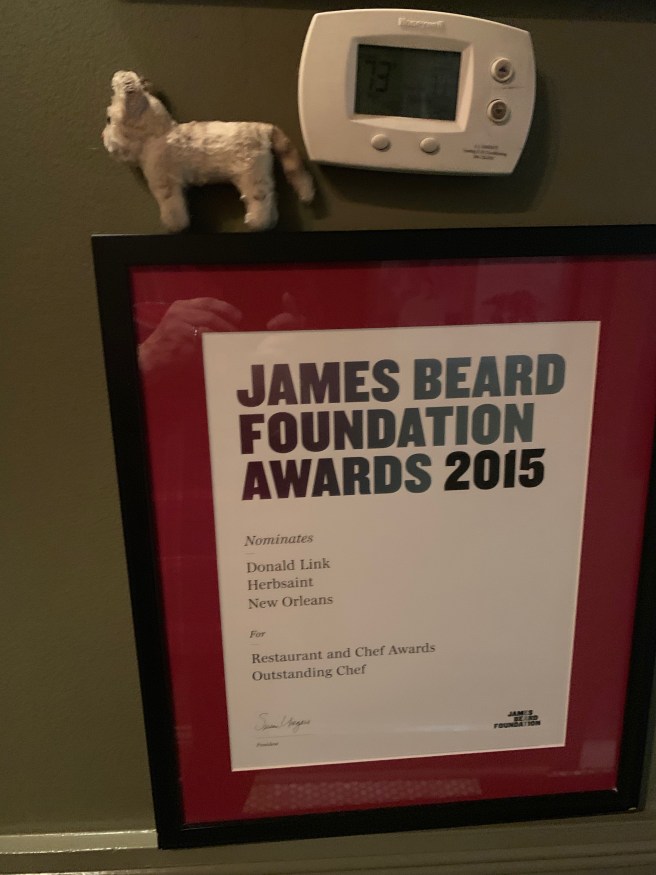 Honeywell
73°
JAMES BEARD
FOUNDATION
AWARDS 2015
Nominates
Donald Link
Herbsaint
New Orleans
For
Restaurant and Chef Awards
Outstanding Chef
President
JAMES
BEARD
FOUNDATION